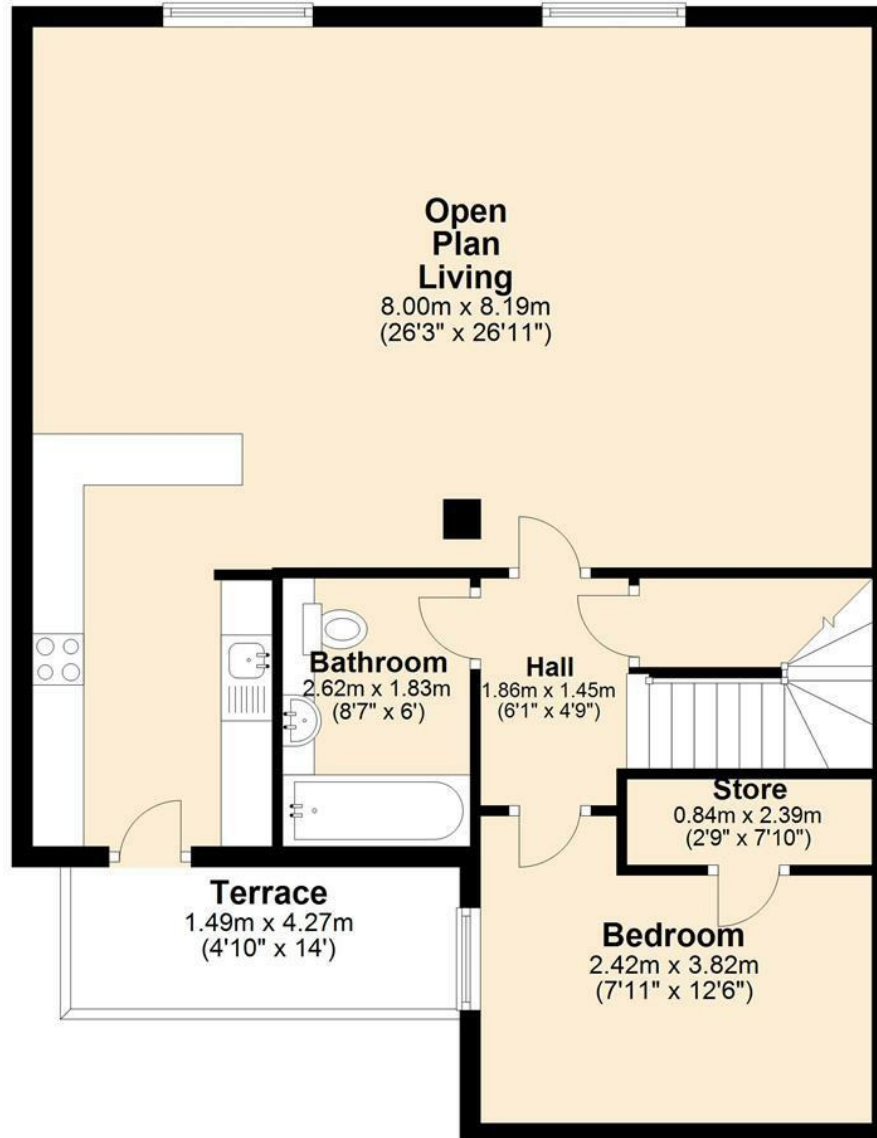 Open
Plan
Living
8.00m x 8.19m
(26'3" x 26'11")
Bathroom
2.62m x 1.83m
(8'7" x 6')
Hall
1.86m x 1.45m
(6'1" x 4'9")
Store
0.84m x 2.39m
(2'9" x 7'10")
Terrace
1.49m x 4.27m
(4'10" x 14')
Bedroom
2.42m x 3.82m
(7'11" x 12'6")